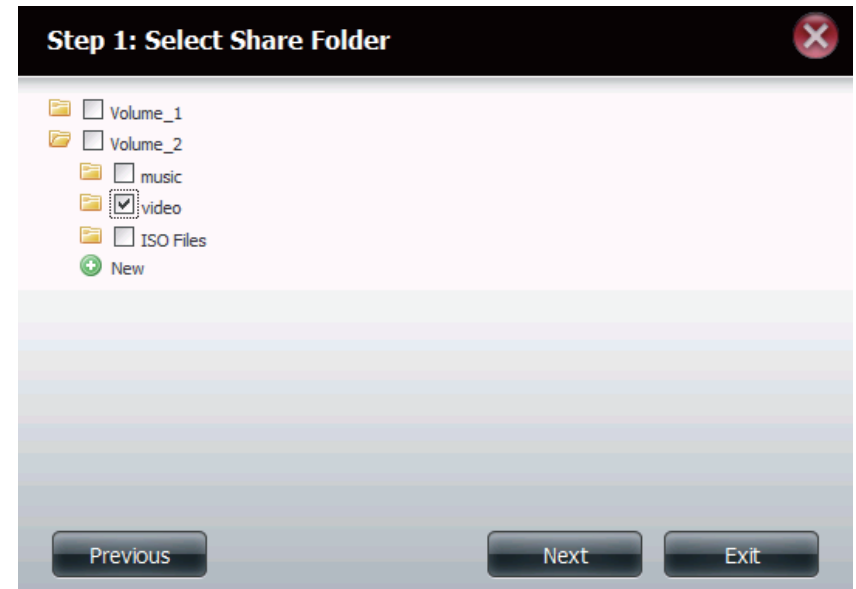 Step 1: Select Share Folder
Volume_1
Volume_2
music
video
ISO Files
New
Previous Next Exit